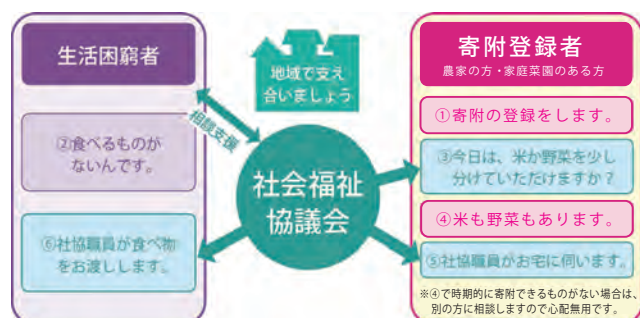 生活困窮者
②食べるものが
ないんです。
⑥社協職員が食べ物
をお渡しします。
地域で支え
合いましょう
相談支援
社会福祉
協議会
寄附登録者
農家の方・家庭菜園のある方
①寄附の登録をします。
③今日は、米か野菜を少し
分けていただけますか？
④米も野菜もあります。
⑤社協職員がお宅に伺います。
※④で時期的に寄附できるものがない場合は、
別の方に相談しますので心配無用です。